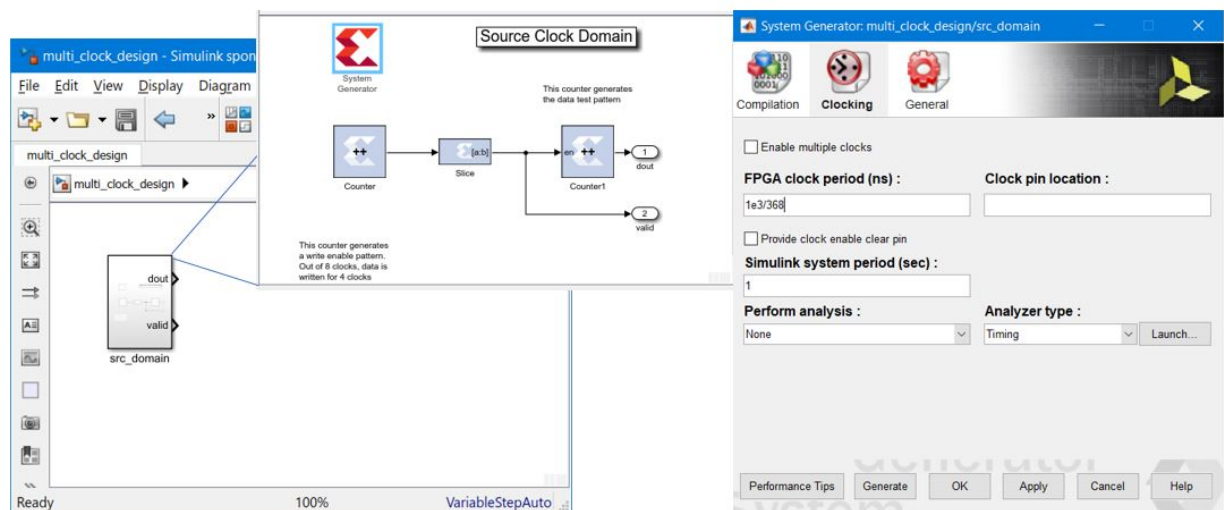 multi_clock_design - Simulink spon
File Edit View Display Diagram
»
multi_clock_design
multi_clock_design
dout
valid
src_domain
»
Ready 100% VariableStepAuto
System
Generator
Source Clock Domain
This counter generates
the data test pattern
++
Counter
[a:b]
Slice
en ++
Counter1
1
dout
2
valid
This counter generates
a write enable pattern.
Out of 8 clocks, data is
written for 4 clocks
System Generator: multi_clock_design/src_domain
Compilation Clocking General
Enable multiple clocks
FPGA clock period (ns) : Clock pin location :
1e3/368
Provide clock enable clear pin
Simulink system period (sec) :
1
Perform analysis : Analyzer type :
None Timing Launch...
Performance Tips Generate OK Apply Cancel Help